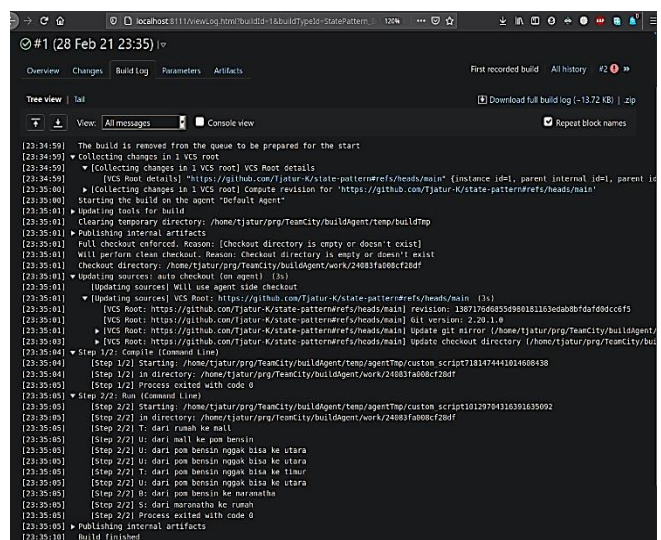 localhost:8111/viewLog.html?buildId=1&buildTypeId=StatePattern_
120%
#1 (28 Feb 21 23:35)
Overview Changes Build Log Parameters Artifacts
First recorded build All history #2
Tree view | Tail
Download full build log (~13.72 KB) | .zip
View: All messages Console view
Repeat block names
[23:34:59] The build is removed from the queue to be prepared for the start
[23:34:59] Collecting changes in 1 VCS root
[23:34:59] [Collecting changes in 1 VCS root] VCS Root details
[23:34:59] [VCS Root details] "https://github.com/Tjatur-K/state-pattern#refs/heads/main" {instance id=1, parent internal id=1, parent id
[23:35:00] [Collecting changes in 1 VCS root] Compute revision for 'https://github.com/Tjatur-K/state-pattern#refs/heads/main'
[23:35:00] Starting the build on the agent "Default Agent"
[23:35:01] Updating tools for build
[23:35:01] Clearing temporary directory: /home/tjatur/prg/TeamCity/buildAgent/temp/buildTmp
[23:35:01] Publishing internal artifacts
[23:35:01] Full checkout enforced. Reason: [Checkout directory is empty or doesn't exist]
[23:35:01] Will perform clean checkout. Reason: Checkout directory is empty or doesn't exist
[23:35:01] Checkout directory: /home/tjatur/prg/TeamCity/buildAgent/work/24083fa008cf28df
[23:35:01] Updating sources: auto checkout (on agent) (3s)
[23:35:01] [Updating sources] Will use agent side checkout
[23:35:01] [Updating sources] VCS Root: https://github.com/Tjatur-K/state-pattern#refs/heads/main (3s)
[23:35:01] [VCS Root: https://github.com/Tjatur-K/state-pattern#refs/heads/main] revision: 1387176d6855d980181163edab8bfdafd0dcc6f5
[23:35:01] [VCS Root: https://github.com/Tjatur-K/state-pattern#refs/heads/main] Git version: 2.20.1.0
[23:35:01] [VCS Root: https://github.com/Tjatur-K/state-pattern#refs/heads/main] Update git mirror (/home/tjatur/prg/TeamCity/buildAgent/
[23:35:03] [VCS Root: https://github.com/Tjatur-K/state-pattern#refs/heads/main] Update checkout directory (/home/tjatur/prg/TeamCity/bui
[23:35:04] Step 1/2: Compile (Command Line)
[23:35:04] [Step 1/2] Starting: /home/tjatur/prg/TeamCity/buildAgent/temp/agentTmp/custom_script7181474441014608438
[23:35:04] [Step 1/2] in directory: /home/tjatur/prg/TeamCity/buildAgent/work/24083fa008cf28df
[23:35:05] [Step 1/2] Process exited with code 0
[23:35:05] Step 2/2: Run (Command Line)
[23:35:05] [Step 2/2] Starting: /home/tjatur/prg/TeamCity/buildAgent/temp/agentTmp/custom_script10129704316391635092
[23:35:05] [Step 2/2] in directory: /home/tjatur/prg/TeamCity/buildAgent/work/24083fa008cf28df
[23:35:05] [Step 2/2] T: dari rumah ke mall
[23:35:05] [Step 2/2] U: dari mall ke pom bensin
[23:35:05] [Step 2/2] U: dari pom bensin nggak bisa ke utara
[23:35:05] [Step 2/2] U: dari pom bensin nggak bisa ke utara
[23:35:05] [Step 2/2] T: dari pom bensin nggak bisa ke timur
[23:35:05] [Step 2/2] U: dari pom bensin nggak bisa ke utara
[23:35:05] [Step 2/2] B: dari pom bensin ke maranatha
[23:35:05] [Step 2/2] S: dari maranatha ke rumah
[23:35:05] [Step 2/2] Process exited with code 0
[23:35:05] Publishing internal artifacts
[23:35:10] Build finished